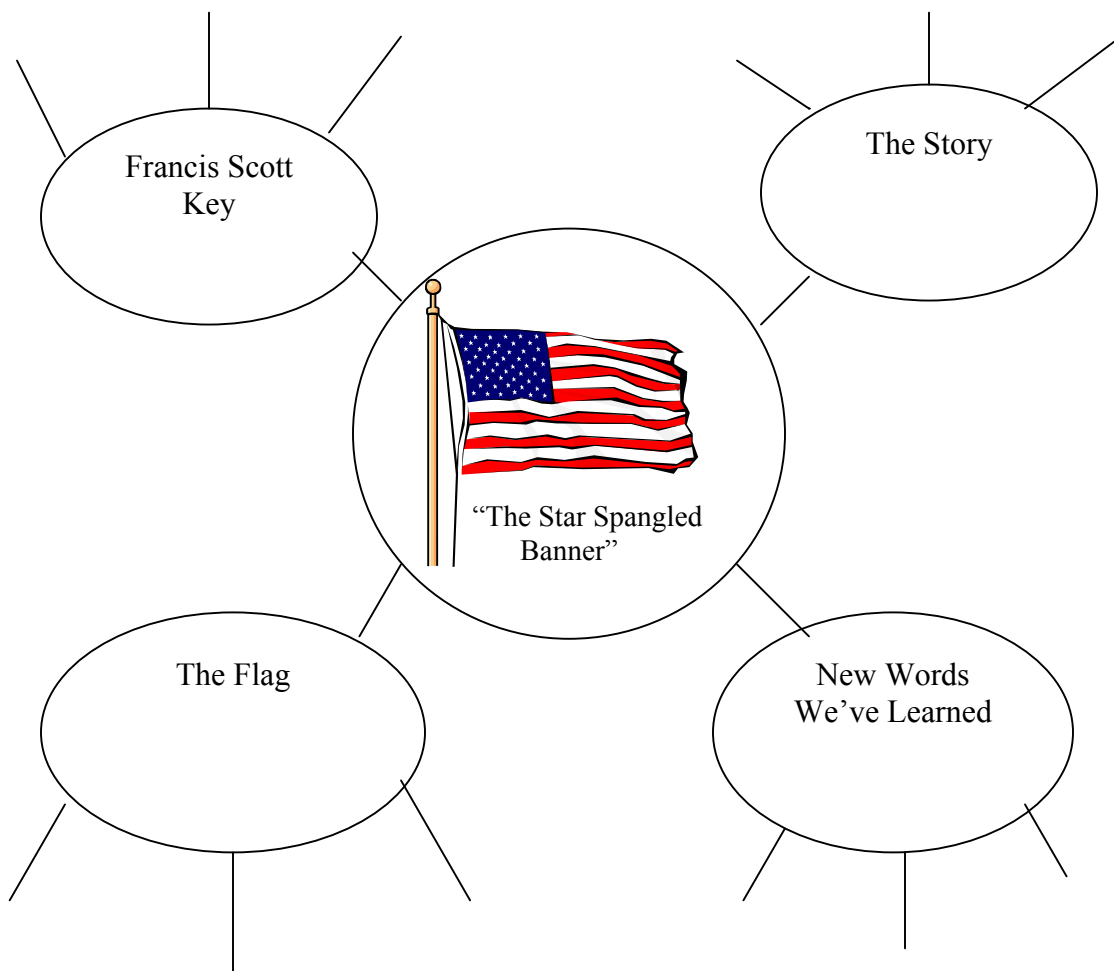 Francis Scott
Key
The Story
“The Star Spangled
Banner”
The Flag
New Words
We’ve Learned